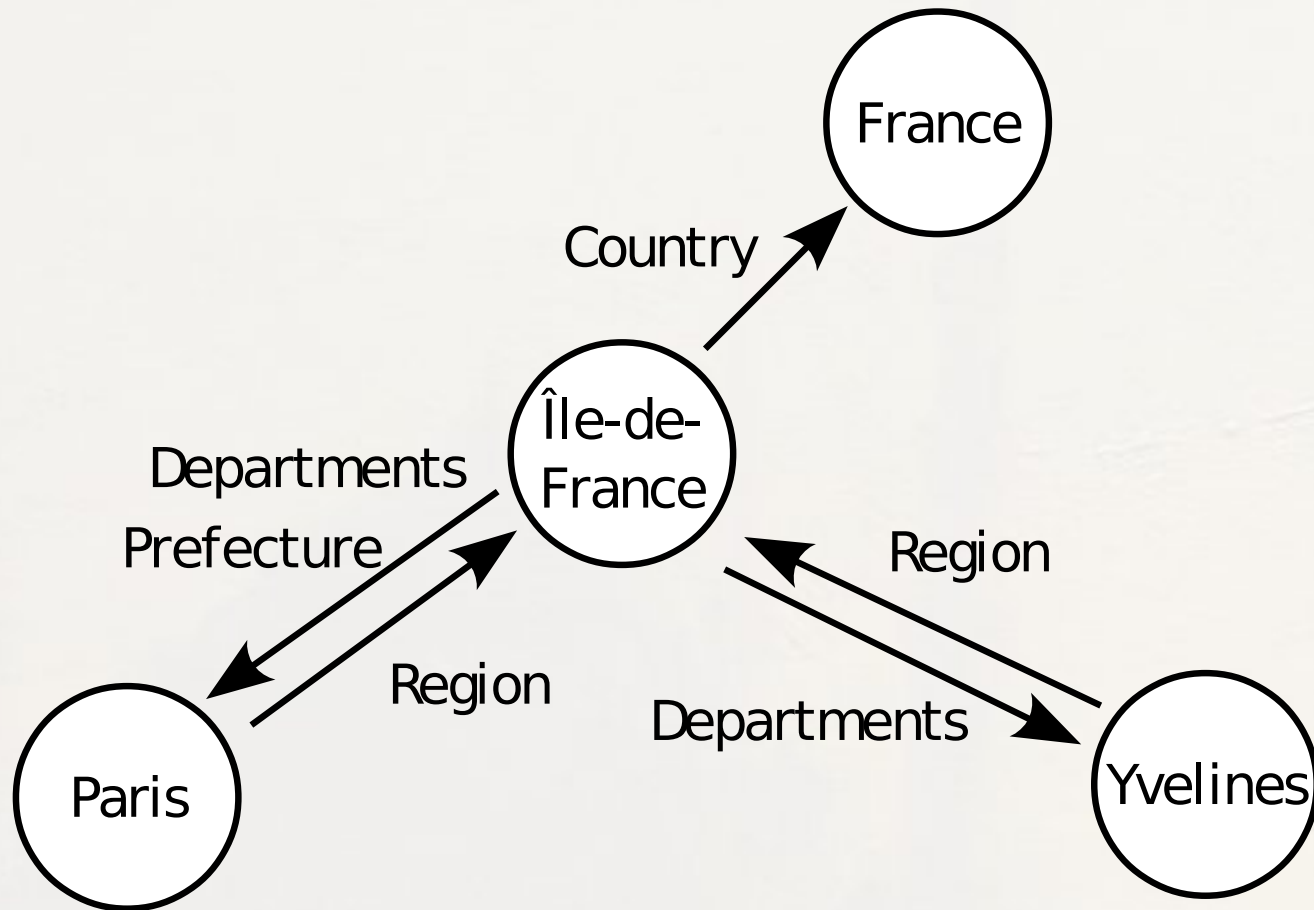 France
Country
Île-de-
France
Departments
Prefecture
Region
Region
Departments
Paris
Yvelines